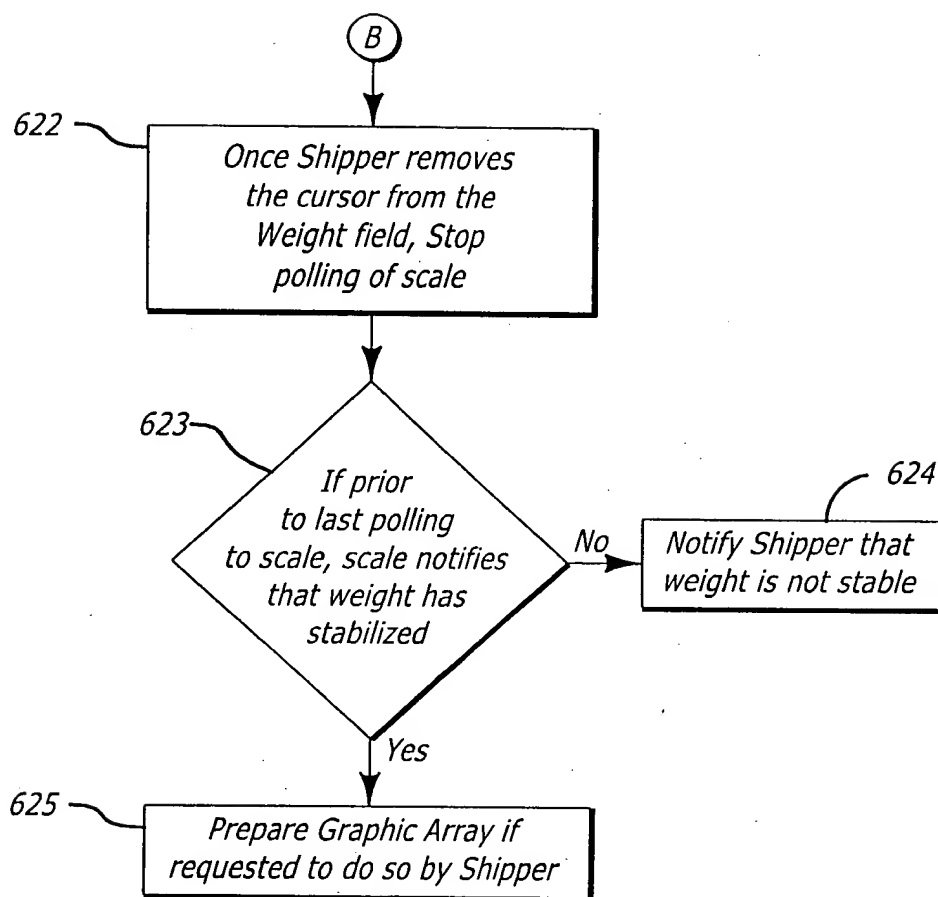 B
622
Once Shipper removes
the cursor from the
Weight field, Stop
polling of scale
623
If prior
to last polling
to scale, scale notifies
that weight has
stabilized
No
624
Notify Shipper that
weight is not stable
Yes
625
Prepare Graphic Array if
requested to do so by Shipper